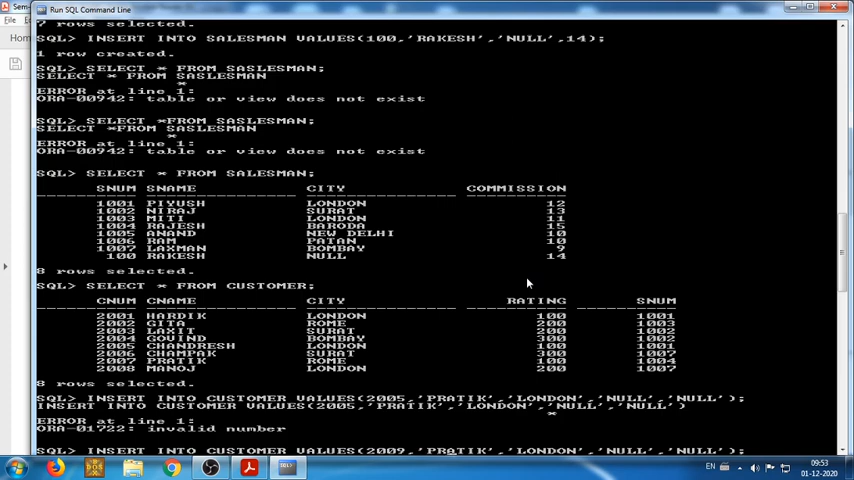 Run SQL Command Line
7 rows selected.
SQL> INSERT INTO SALESMAN VALUES(100,'RAKESH','NULL',14);
1 row created.
SQL> SELECT * FROM SASLESMAN;
SELECT * FROM SASLESMAN
*
ERROR at line 1:
ORA-00942: table or view does not exist
SQL> SELECT *FROM SASLESMAN;
SELECT *FROM SASLESMAN
*
ERROR at line 1:
ORA-00942: table or view does not exist
SQL> SELECT * FROM SALESMAN;
SNUM SNAME CITY COMMISSION
1001 PIYUSH LONDON 12
1002 NIRAJ SURAT 13
1003 MITI LONDON 11
1004 RAJESH BARODA 15
1005 ANAND NEW DELHI 10
1006 RAM PATAN 10
1007 LAXMAN BOMBAY 9
100 RAKESH NULL 14
8 rows selected.
SQL> SELECT * FROM CUSTOMER;
CNUM CNAME CITY RATING SNUM
2001 HARDIK LONDON 100 1001
2002 GITA ROME 200 1003
2003 LAXIT SURAT 200 1002
2004 GOVIND BOMBAY 300 1002
2005 CHANDRESH LONDON 100 1001
2006 CHAMPAK SURAT 300 1007
2007 PRATIK ROME 100 1004
2008 MANOJ LONDON 200 1007
8 rows selected.
SQL> INSERT INTO CUSTOMER VALUES(2005,'PRATIK','LONDON','NULL','NULL');
INSERT INTO CUSTOMER VALUES(2005,'PRATIK','LONDON','NULL','NULL')
*
ERROR at line 1:
ORA-01722: invalid number
SQL> INSERT INTO CUSTOMER VALUES(2009,'PRATIK','LONDON','NULL','NULL');
Sem-
File
Home
DOS
EN
09:53
01-12-2020